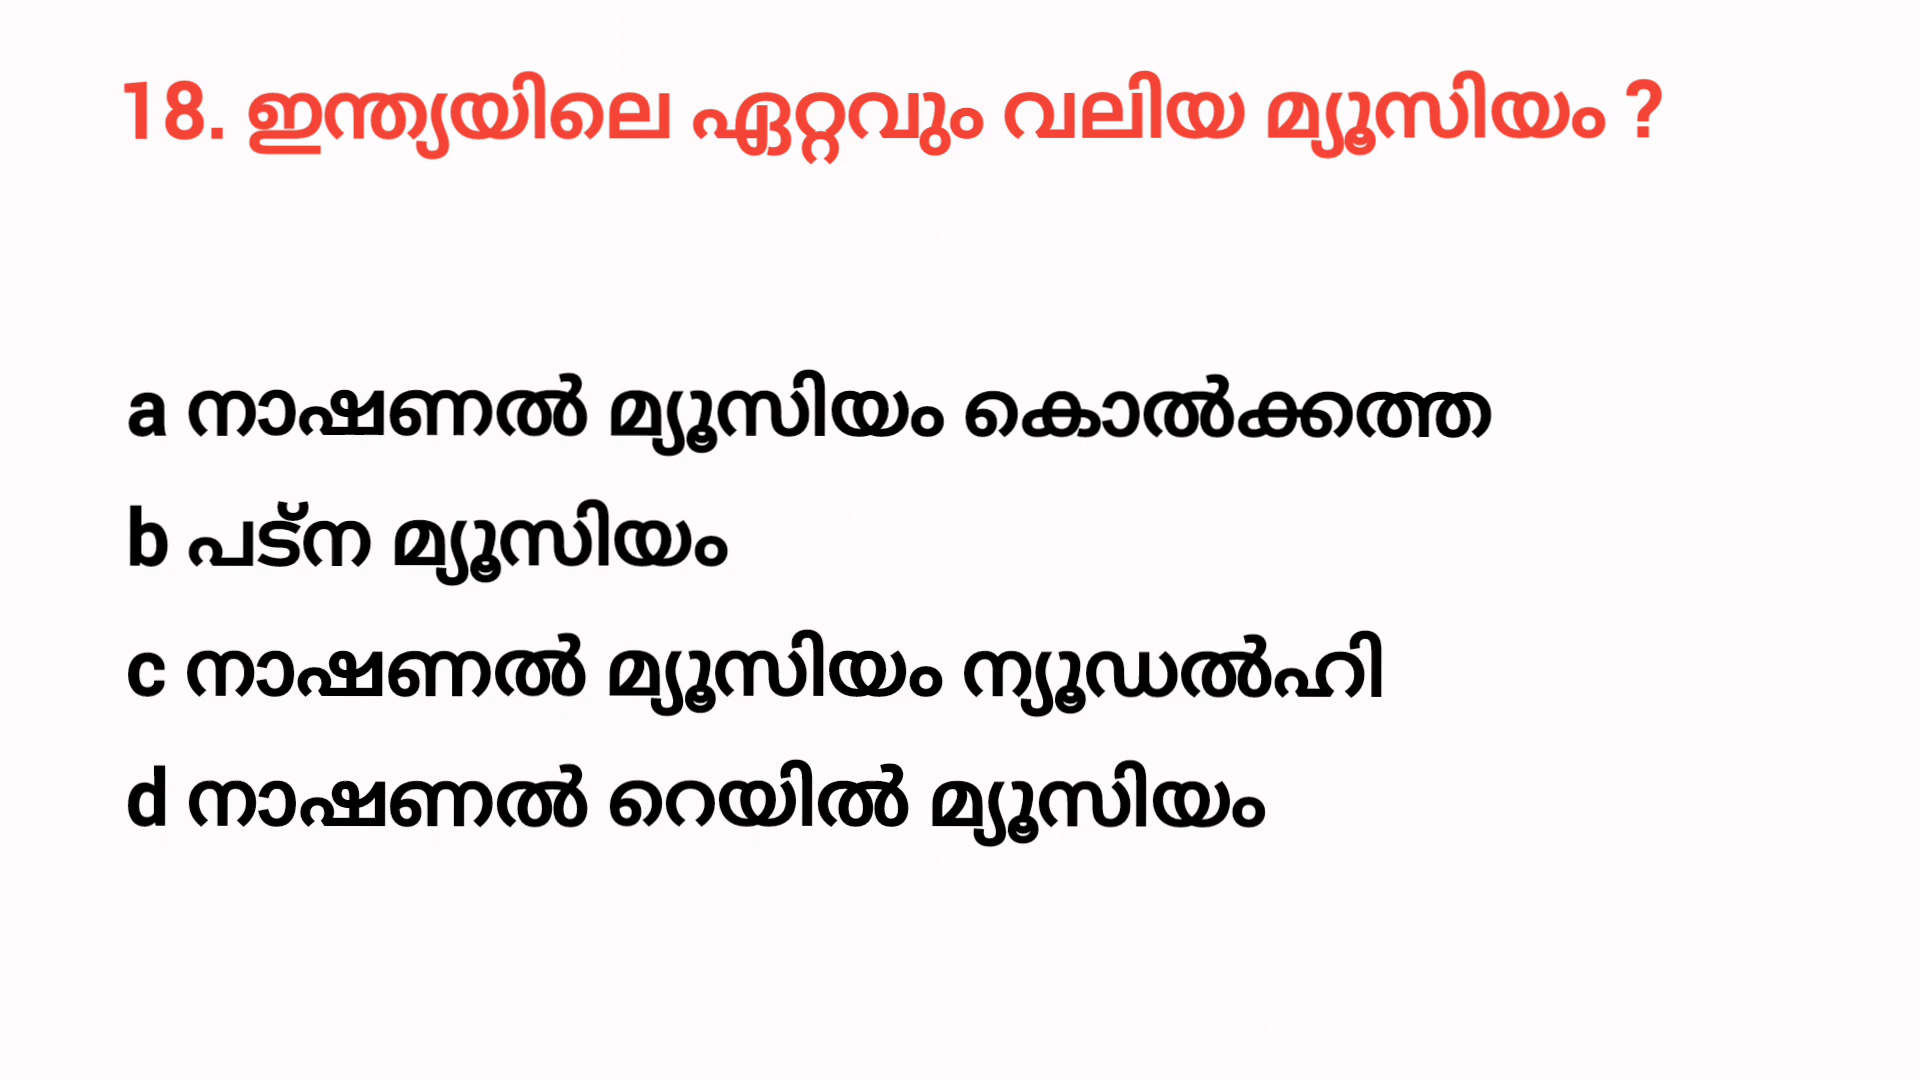 18. ഇന്ത്യയിലെ ഏറ്റവും വലിയ മ്യൂസിയം ?
a നാഷണൽ മ്യൂസിയം കൊൽക്കത്ത
b പട്ന മ്യൂസിയം
c നാഷണൽ മ്യൂസിയം ന്യൂഡൽഹി
d നാഷണൽ റെയിൽ മ്യൂസിയം